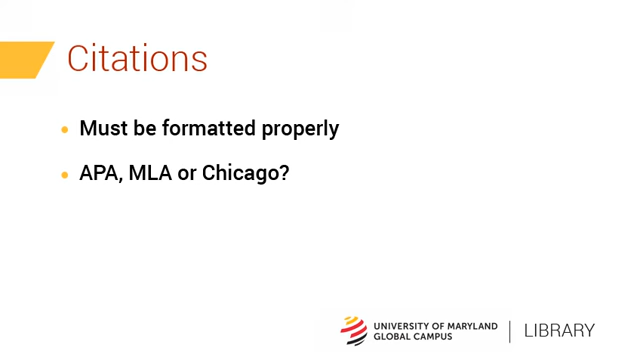 Citations
Must be formatted properly
APA, MLA or Chicago?
UNIVERSITY OF MARYLAND
GLOBAL CAMPUS
LIBRARY